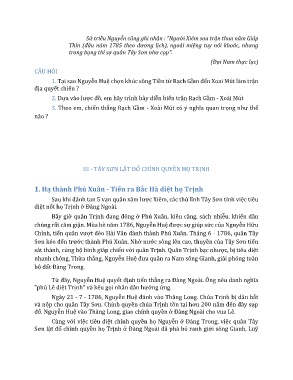 Sử triều Nguyễn cũng ghi nhận : "Người Xiêm sau trận thua năm Giáp
Thìn (đầu năm 1785 theo dương lịch), ngoài miệng tuy nói khoác, nhưng
trong bụng thì sợ quân Tây Sơn như cọp".
(Đại Nam thực lục)
CÂU HỎI
1. Tại sao Nguyễn Huệ chọn khúc sông Tiền từ Rạch Gầm đến Xoài Mút làm trận
địa quyết chiến ?
2. Dựa vào lược đồ, em hãy trình bày diễn biến trận Rạch Gầm - Xoài Mút
3. Theo em, chiến thắng Rạch Gầm - Xoài Mút có ý nghĩa quan trọng như thế
nào ?
III - TÂY SƠN LẬT ĐỔ CHÍNH QUYỀN HỌ TRỊNH
1. Hạ thành Phú Xuân - Tiến ra Bắc Hà diệt họ Trịnh
Sau khi đánh tan 5 vạn quân xâm lược Xiêm, các thủ lĩnh Tây Sơn tính việc tiêu
diệt nốt họ Trịnh ở Đàng Ngoài.
Bấy giờ quân Trịnh đang đóng ở Phú Xuân, kiêu căng, sách nhiễu, khiến dân
chúng rất căm giận. Mùa hè năm 1786, Nguyễn Huệ được sự giúp sức của Nguyễn Hữu
Chỉnh, tiến quân vượt đèo Hải Vân đánh thành Phú Xuân. Tháng 6 - 1786, quân Tây
Sơn kéo đến trước thành Phú Xuân. Nhờ nước sông lên cao, thuyền của Tây Sơn tiến
sát thành, cùng bộ binh giáp chiến với quân Trịnh. Quân Trịnh bạc nhược, bị tiêu diệt
nhanh chóng. Thừa thắng, Nguyễn Huệ đưa quân ra Nam sông Gianh, giải phóng toàn
bộ đất Đàng Trong.
Từ đây, Nguyễn Huệ quyết định tiến thẳng ra Đàng Ngoài. Ông nêu danh nghĩa
"phù Lê diệt Trịnh" và kêu gọi nhân dân hưởng ứng.
Ngày 21 - 7 - 1786, Nguyễn Huệ đánh vào Thăng Long. Chúa Trịnh bị dân bắt
và nộp cho quân Tây Sơn. Chính quyền chúa Trịnh tồn tại hơn 200 năm đến đây sụp
đổ. Nguyễn Huệ vào Thăng Long, giao chính quyền ở Đàng Ngoài cho vua Lê.
Cùng với việc tiêu diệt chính quyền họ Nguyễn ở Đàng Trong, việc quân Tây
Sơn lật đổ chính quyền họ Trịnh ở Đàng Ngoài đã phá bỏ ranh giới sông Gianh, Luỹ